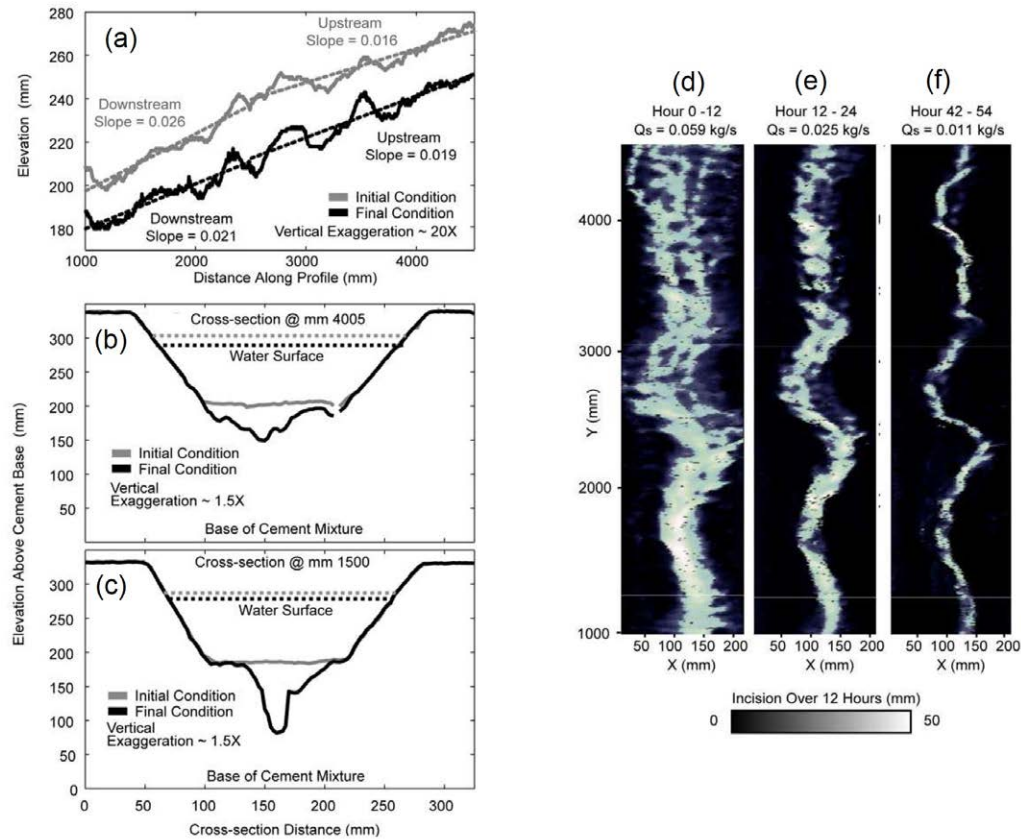 (a)
280
260
240
220
200
180
Elevation (mm)
Upstream
Slope = 0.016
Downstream
Slope = 0.026
Upstream
Slope = 0.019
Downstream
Slope = 0.021
Initial Condition
Final Condition
Vertical Exaggeration ~ 20X
1000
2000
3000
4000
Distance Along Profile (mm)
(b)
Cross-section @ mm 4005
Water Surface
300
250
200
150
100
50
Initial Condition
Final Condition
Vertical
Exaggeration ~ 1.5X
Base of Cement Mixture
Elevation Above Cement Base (mm)
(c)
Cross-section @ mm 1500
Water Surface
300
250
200
150
100
50
0
Initial Condition
Final Condition
Vertical
Exaggeration ~ 1.5X
Base of Cement Mixture
0
50
100
150
200
250
300
Cross-section Distance (mm)
(d)
Hour 0 -12
Qs = 0.059 kg/s
(e)
Hour 12 - 24
Qs = 0.025 kg/s
(f)
Hour 42 - 54
Qs = 0.011 kg/s
4000
3000
2000
1000
Y (mm)
50 100 150 200
X (mm)
50 100 150 200
X (mm)
50 100 150 200
X (mm)
Incision Over 12 Hours (mm)
0
50